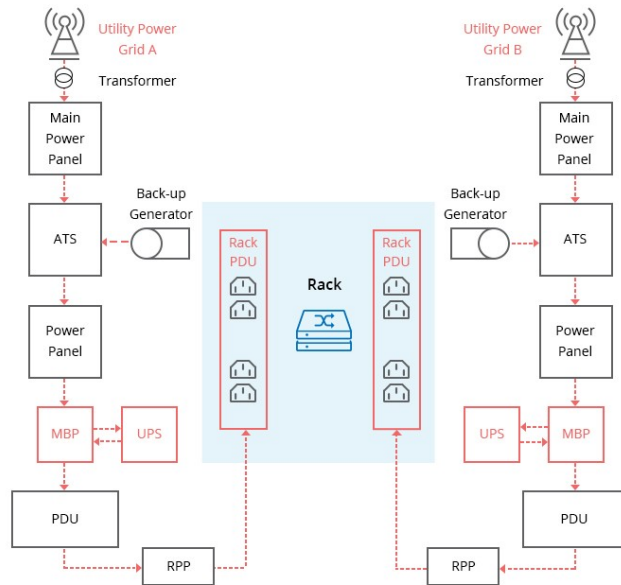 Utility Power
Grid A
Transformer
Main
Power
Panel
Back-up
Generator
ATS
Power
Panel
MBP
UPS
PDU
RPP
Rack
PDU
Rack
Rack
PDU
Utility Power
Grid B
Transformer
Main
Power
Panel
Back-up
Generator
ATS
Power
Panel
UPS
MBP
PDU
RPP